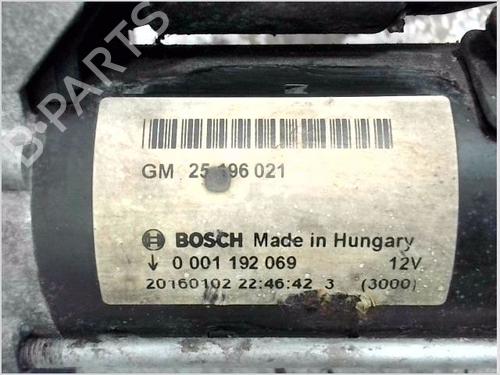 B-PARTS
GM 25 196 021
BOSCH Made in Hungary
↓ 0 001 192 069 12V
20160102 22:46:42 3 (3000)